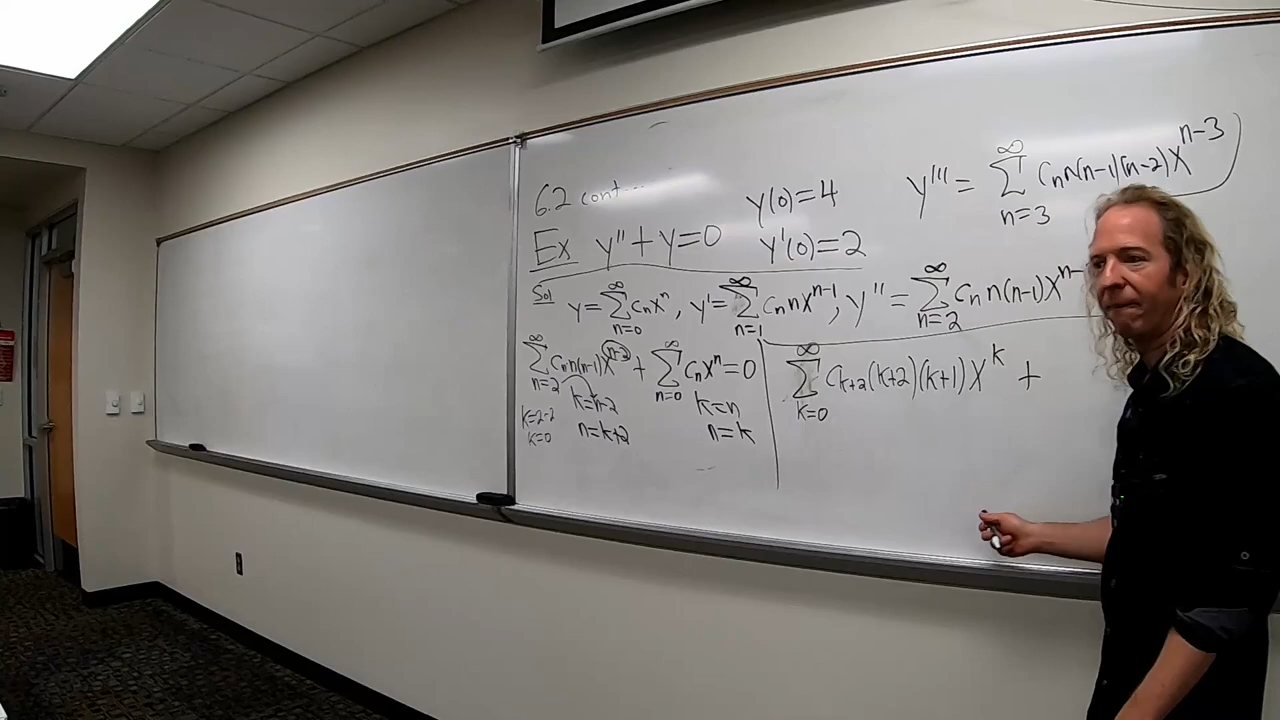 6.2 cont...
y(0)=4
y'''= ∞∑n=3 Cₙn(n-1)(n-2)x^(n-3)
Ex y''+y=0 y'(0)=2
Sol y=∞∑n=0 Cₙxⁿ, y'=∞∑n=1 Cₙnx^(n-1), y''=∞∑n=2 Cₙn(n-1)x^(n-
∞∑n=2 Cₙn(n-1)x^(n-2) + ∞∑n=0 Cₙxⁿ=0
k=n-2 k=n
k=2-2
n=k+2 n=k
k=0
∞∑k=0 Cₖ₊₂(k+2)(k+1)x^k +